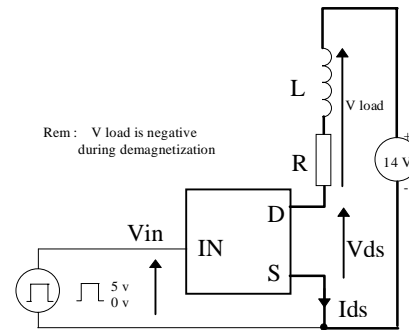 L
V load
Rem : V load is negative
during demagnetization
R
14 V
-
D
Vin
IN
Vds
S
5 v
0 v
Ids